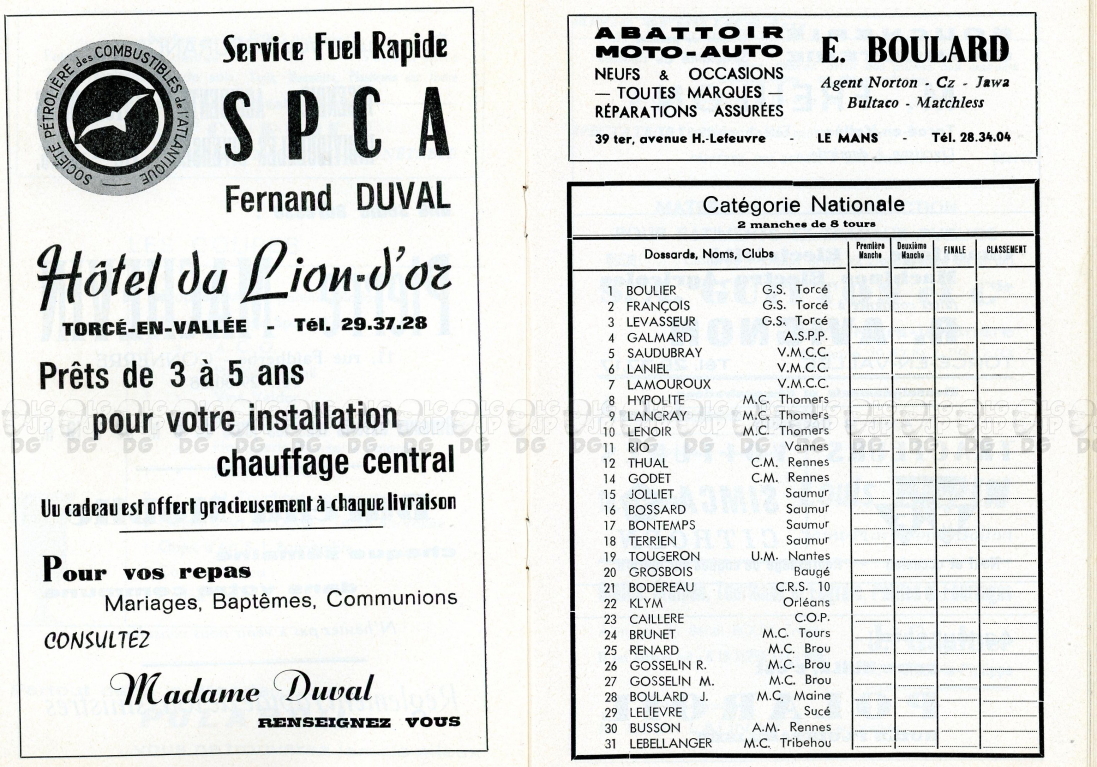 SOCIÉTÉ PÉTROLIÈRE des COMBUSTIBLES de l'ATLANTIQUE
Service Fuel Rapide
SPCA
Fernand DUVAL
Hôtel du Lion-d'or
TORCÉ-EN-VALLÉE - Tél. 29.37.28
Prêts de 3 à 5 ans
pour votre installation
chauffage central
Un cadeau est offert gracieusement à chaque livraison
Pour vos repas
Mariages, Baptêmes, Communions
CONSULTEZ
Madame Duval
RENSEIGNEZ VOUS
ABATTOIR
MOTO-AUTO
NEUFS & OCCASIONS
— TOUTES MARQUES —
RÉPARATIONS ASSURÉES
E. BOULARD
Agent Norton - Cz - Jawa
Bultaco - Matchless
39 ter, avenue H.-Lefeuvre - LE MANS Tél. 28.34.04
Catégorie Nationale
2 manches de 8 tours
Dossards, Noms, Clubs Première Manche Deuxième Manche FINALE CLASSEMENT
1 BOULIER G.S. Torcé
2 FRANÇOIS G.S. Torcé
3 LEVASSEUR G.S. Torcé
4 GALMARD A.S.P.P.
5 SAUDUBRAY V.M.C.C.
6 LANIEL V.M.C.C.
7 LAMOUROUX V.M.C.C.
8 HYPOLITE M.C. Thomers
9 LANCRAY M.C. Thomers
10 LENOIR M.C. Thomers
11 RIO Vannes
12 THUAL C.M. Rennes
14 GODET C.M. Rennes
15 JOLLIET Saumur
16 BOSSARD Saumur
17 BONTEMPS Saumur
18 TERRIEN Saumur
19 TOUGERON U.M. Nantes
20 GROSBOIS Baugé
21 BODEREAU C.R.S. 10
22 KLYM Orléans
23 CAILLERE C.O.P.
24 BRUNET M.C. Tours
25 RENARD M.C. Brou
26 GOSSELIN R. M.C. Brou
27 GOSSELIN M. M.C. Brou
28 BOULARD J. M.C. Maine
29 LELIEVRE Sucé
30 BUSSON A.M. Rennes
31 LEBELLANGER M.C. Tribehou